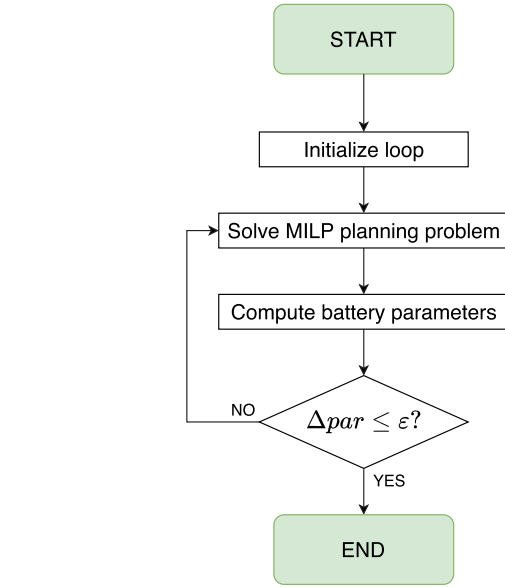 START
Initialize loop
Solve MILP planning problem
Compute battery parameters
Δpar ≤ ε?
NO
YES
END